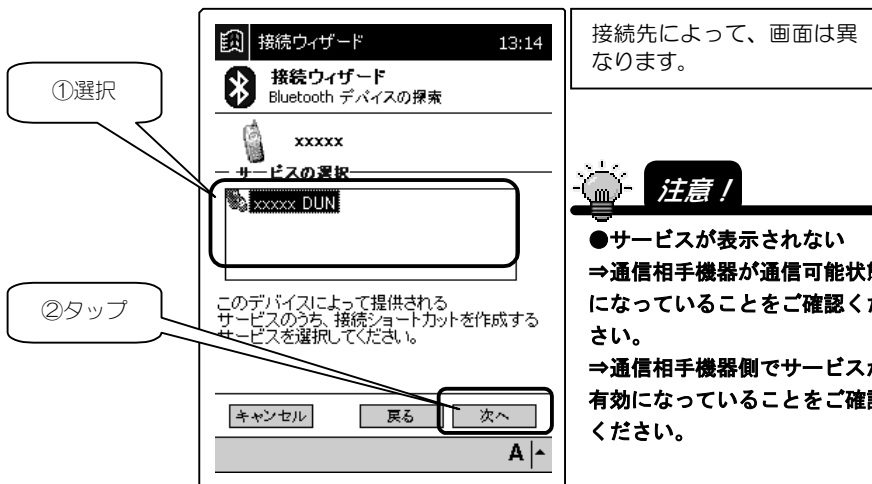 接続ウィザード 13:14
接続ウィザード
Bluetooth デバイスの探索
①選択
xxxxx
サービスの選択
xxxxx DUN
②タップ
このデバイスによって提供される
サービスのうち、接続ショートカットを作成する
サービスを選択してください。
キャンセル 戻る 次へ
A
接続先によって、画面は異
なります。
注意！
●サービスが表示されない
⇒通信相手機器が通信可能状態
になっていることをご確認くだ
さい。
⇒通信相手機器側でサービスが
有効になっていることをご確認
ください。